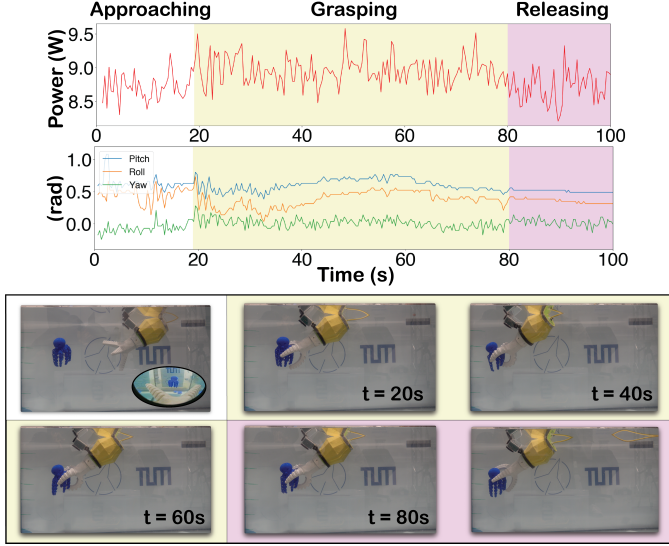 Approaching Grasping Releasing
Power (W)
9.5
9.0
8.5
0 20 40 60 80 100
(rad)
1.0
0.5
0.0
Pitch
Roll
Yaw
0 20 40 60 80 100
Time (s)
TUM
TUM
t = 20s
TUM
t = 40s
TUM
t = 60s
TUM
t = 80s
TUM